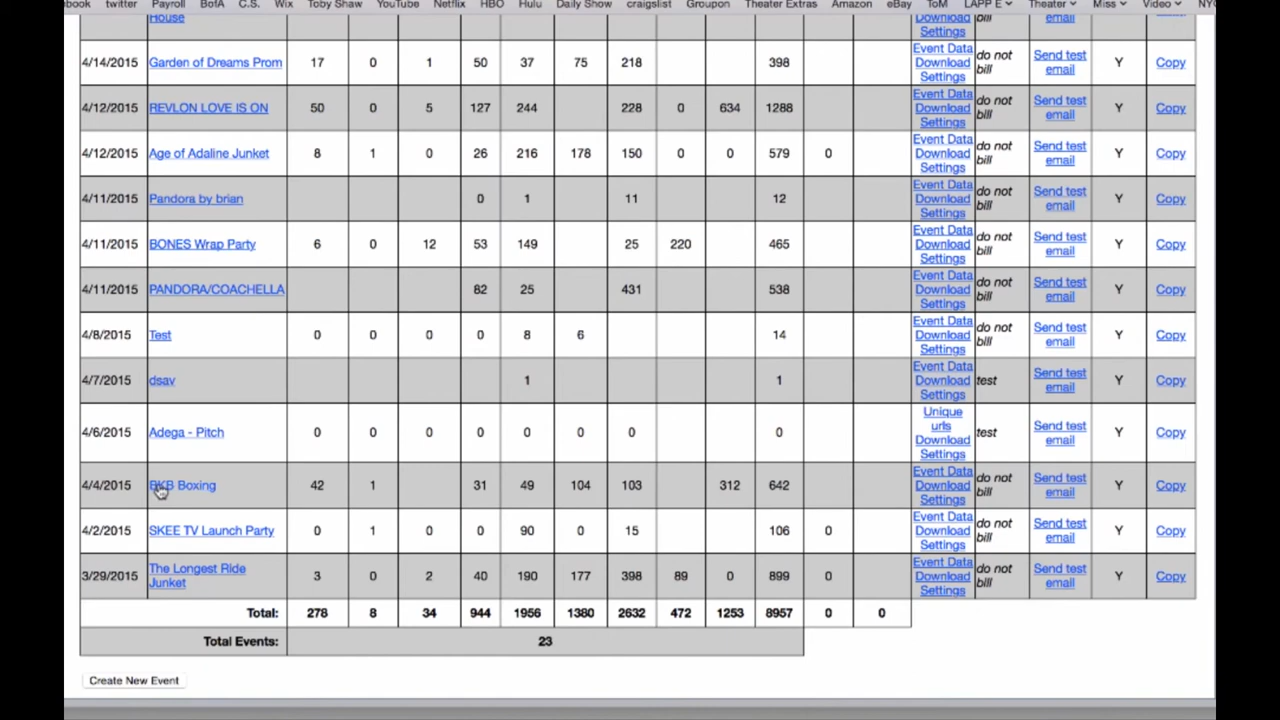 book twitter Payroll BofA C.S. Wix Toby Shaw YouTube Netflix HBO Hulu Daily Show craigslist Groupon Theater Extras Amazon eBay ToM LAPP E Theater Miss Video NYC
House Download Settings email
4/14/2015 Garden of Dreams Prom 17 0 1 50 37 75 218 398 Event Data Download Settings do not bill Send test email Y Copy
4/12/2015 REVLON LOVE IS ON 50 0 5 127 244 228 0 634 1288 Event Data Download Settings do not bill Send test email Y Copy
4/12/2015 Age of Adaline Junket 8 1 0 26 216 178 150 0 0 579 0 Event Data Download Settings do not bill Send test email Y Copy
4/11/2015 Pandora by brian 0 1 11 12 Event Data Download Settings do not bill Send test email Y Copy
4/11/2015 BONES Wrap Party 6 0 12 53 149 25 220 465 Event Data Download Settings do not bill Send test email Y Copy
4/11/2015 PANDORA/COACHELLA 82 25 431 538 Event Data Download Settings do not bill Send test email Y Copy
4/8/2015 Test 0 0 0 0 8 6 14 Event Data Download Settings do not bill Send test email Y Copy
4/7/2015 dsav 1 1 Event Data Download Settings test Send test email Y Copy
4/6/2015 Adega - Pitch 0 0 0 0 0 0 0 0 Unique urls Download Settings test Send test email Y Copy
4/4/2015 BKB Boxing 42 1 31 49 104 103 312 642 Event Data Download Settings do not bill Send test email Y Copy
4/2/2015 SKEE TV Launch Party 0 1 0 0 90 0 15 106 0 Event Data Download Settings do not bill Send test email Y Copy
3/29/2015 The Longest Ride Junket 3 0 2 40 190 177 398 89 0 899 0 Event Data Download Settings do not bill Send test email Y Copy
Total: 278 8 34 944 1956 1380 2632 472 1253 8957 0 0
Total Events: 23
Create New Event